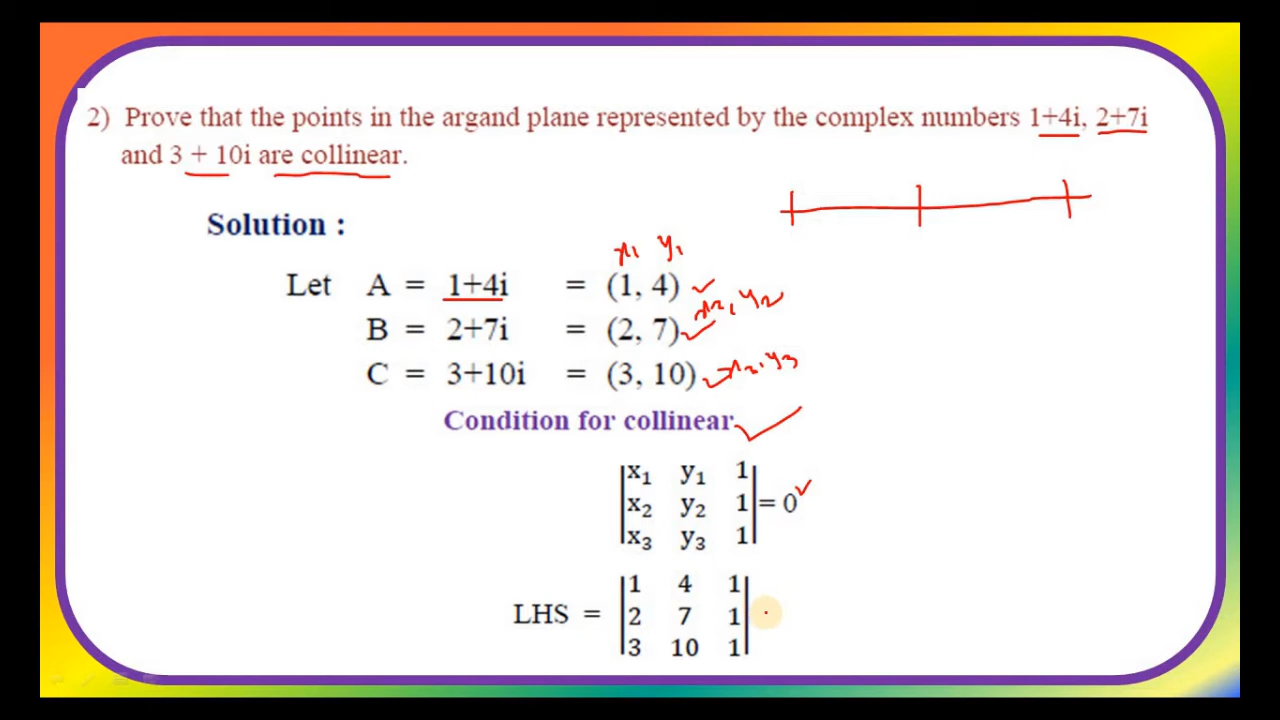 2) Prove that the points in the argand plane represented by the complex numbers 1+4i, 2+7i
and 3 + 10i are collinear.
Solution :
x₁ y₁
Let A = 1+4i = (1, 4)
x₂, y₂
B = 2+7i = (2, 7)
C = 3+10i = (3, 10) x₃, y₃
Condition for collinear
|x₁ y₁ 1|
|x₂ y₂ 1| = 0
|x₃ y₃ 1|
|1 4 1|
LHS = |2 7 1|
|3 10 1|